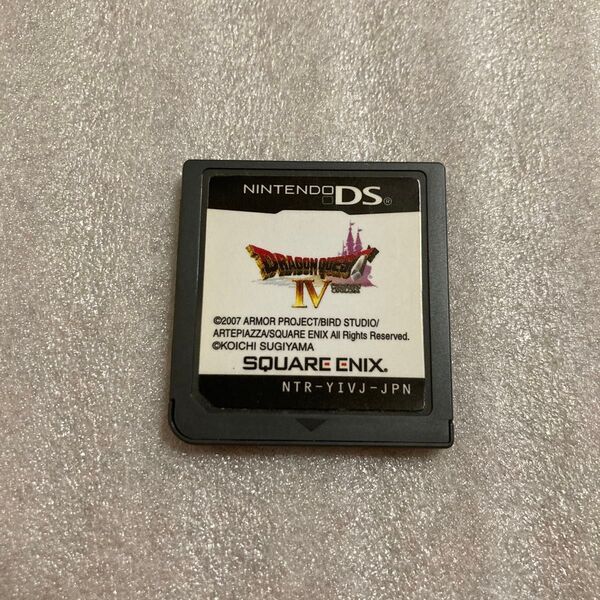 NINTENDO DS®
DRAGON QUEST
IV
©2007 ARMOR PROJECT/BIRD STUDIO/
ARTEPIAZZA/SQUARE ENIX All Rights Reserved.
©KOICHI SUGIYAMA
SQUARE ENIX.
NTR-YIVJ-JPN